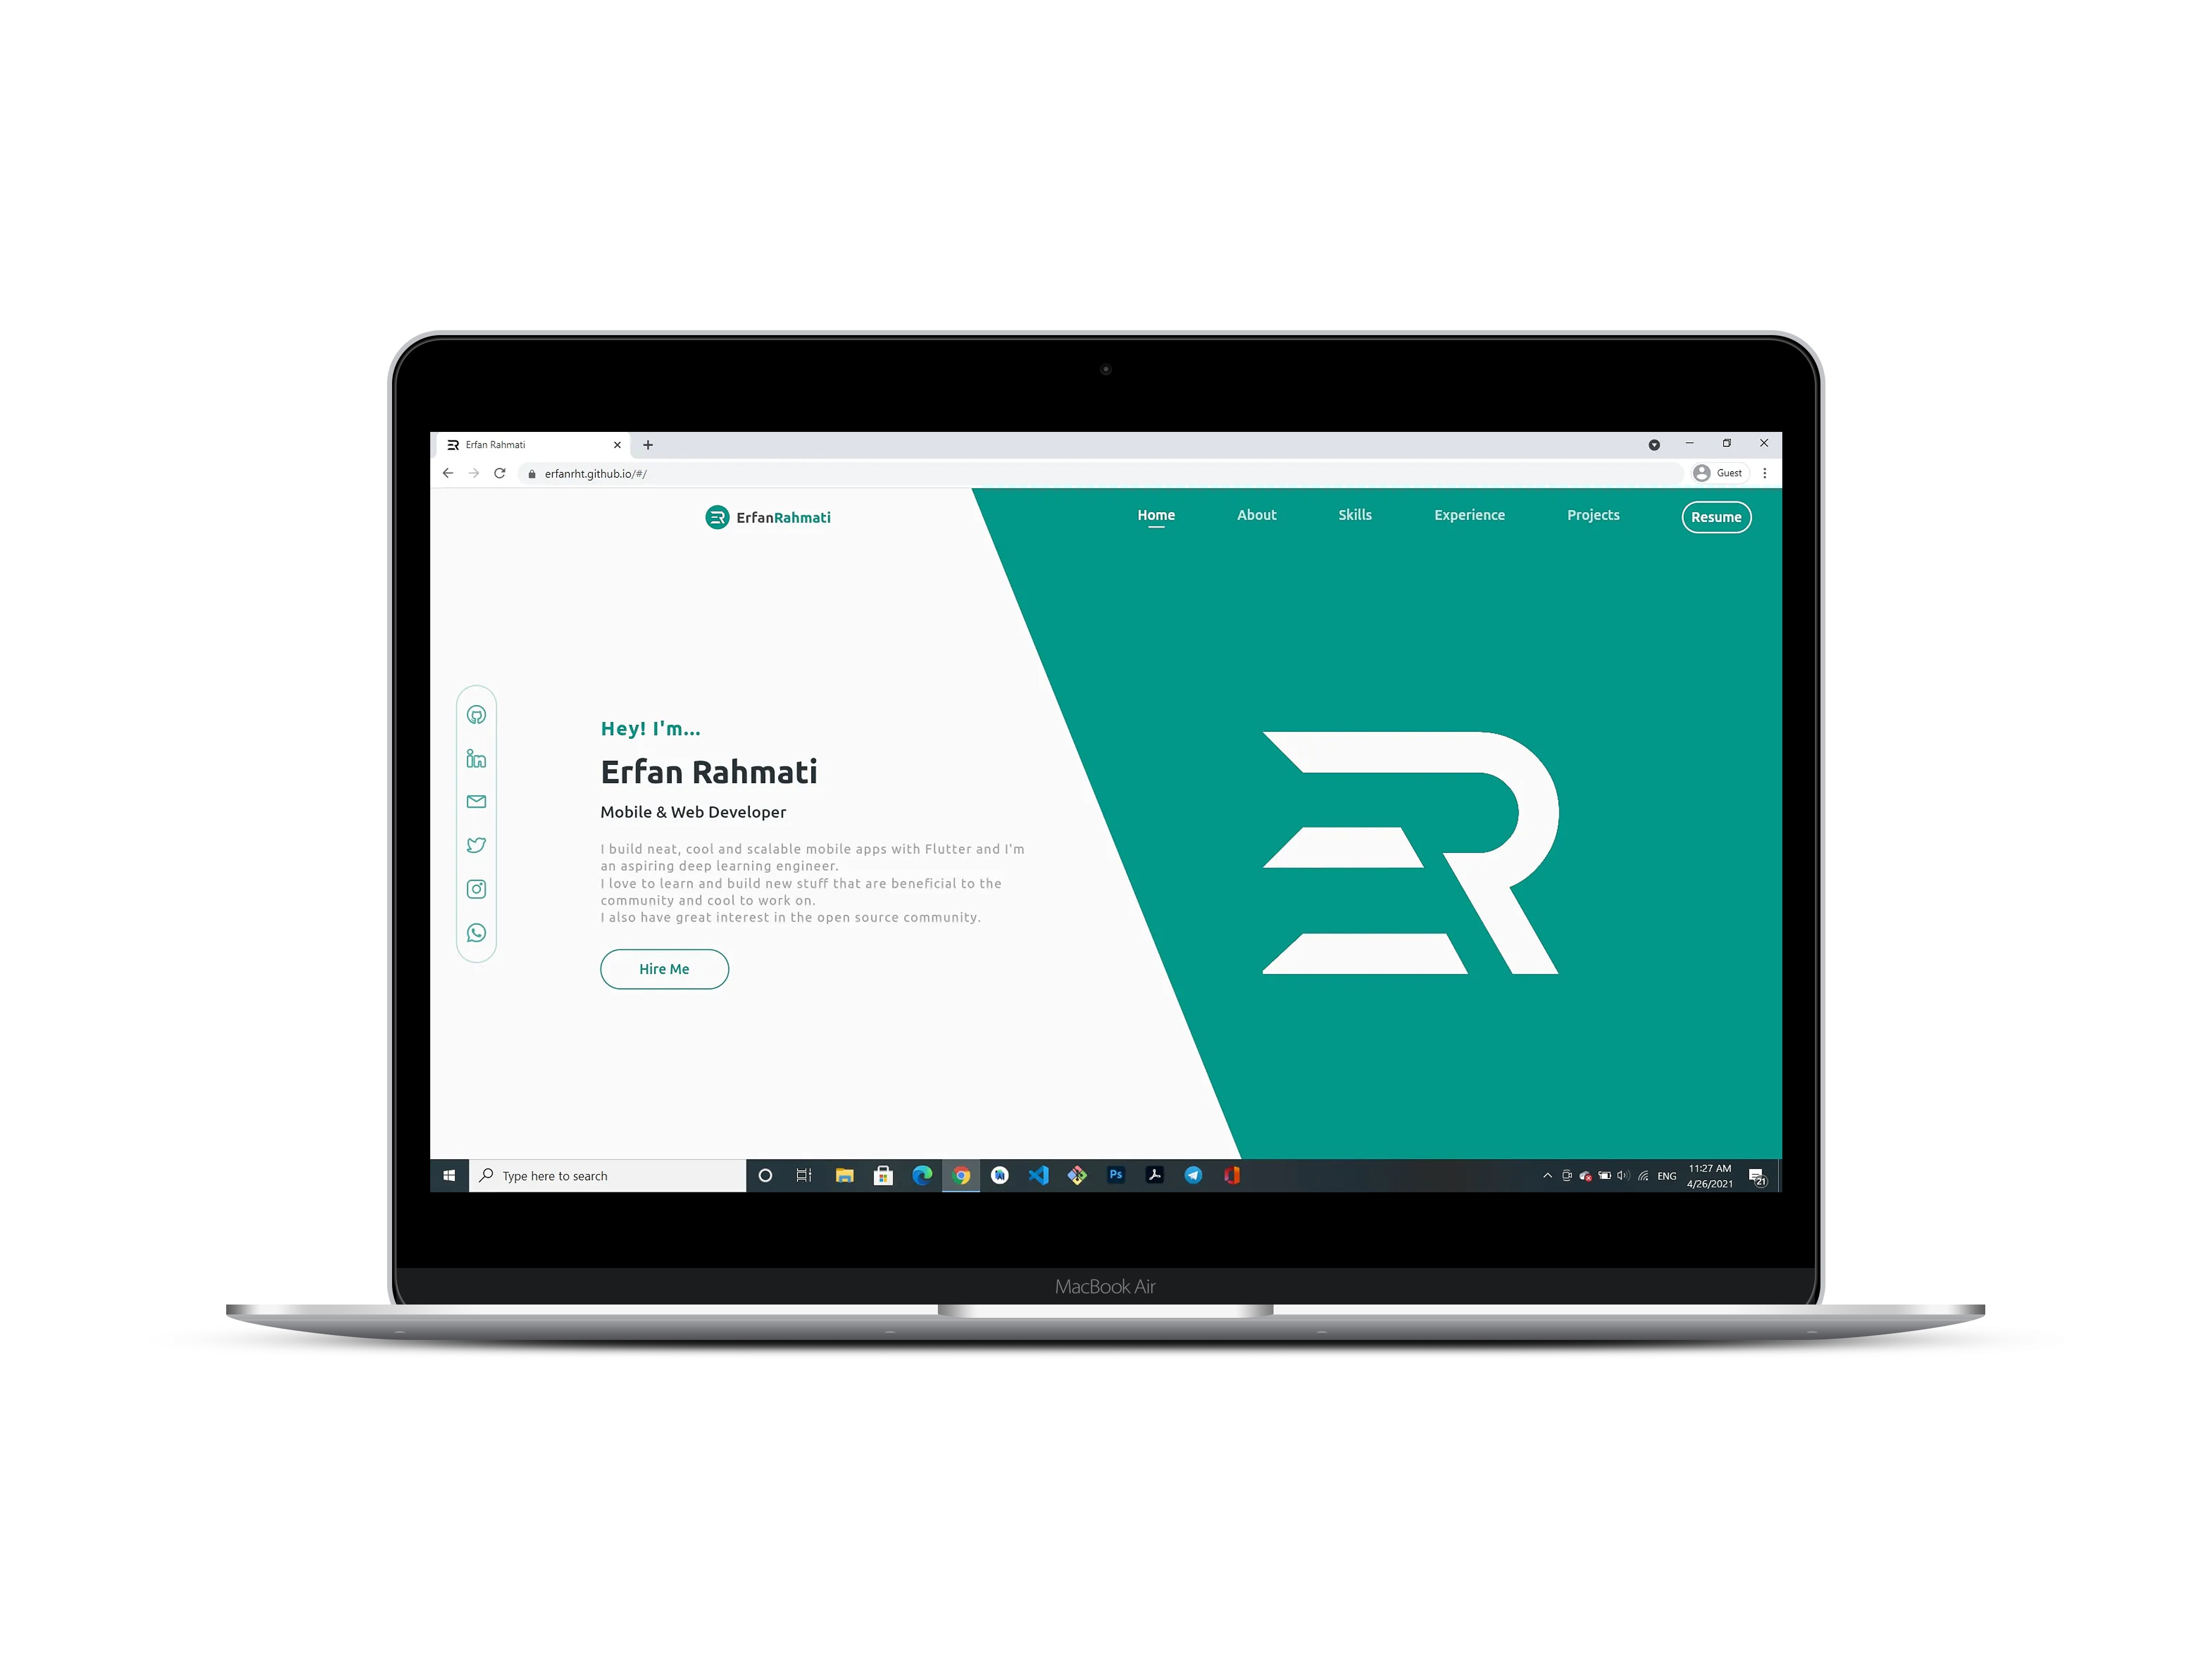 Erfan Rahmati
erfanrht.github.io/#/
Guest
ER ErfanRahmati
Home
About
Skills
Experience
Projects
Resume
Hey! I'm...
Erfan Rahmati
Mobile & Web Developer
I build neat, cool and scalable mobile apps with Flutter and I'm
an aspiring deep learning engineer.
I love to learn and build new stuff that are beneficial to the
community and cool to work on.
I also have great interest in the open source community.
Hire Me
ER
Type here to search
Ps
ENG
11:27 AM
4/26/2021
21
MacBook Air